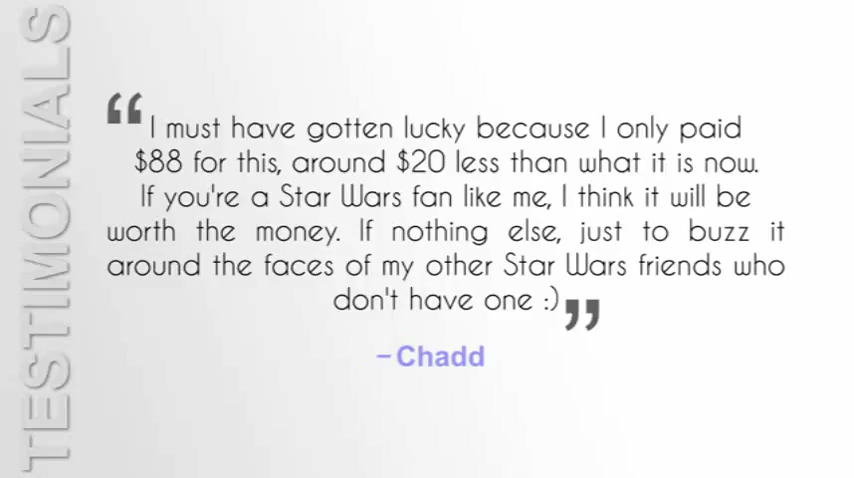 TESTIMONIALS
“I must have gotten lucky because I only paid
$88 for this, around $20 less than what it is now.
If you're a Star Wars fan like me, I think it will be
worth the money. If nothing else, just to buzz it
around the faces of my other Star Wars friends who
don't have one :)”
– Chadd